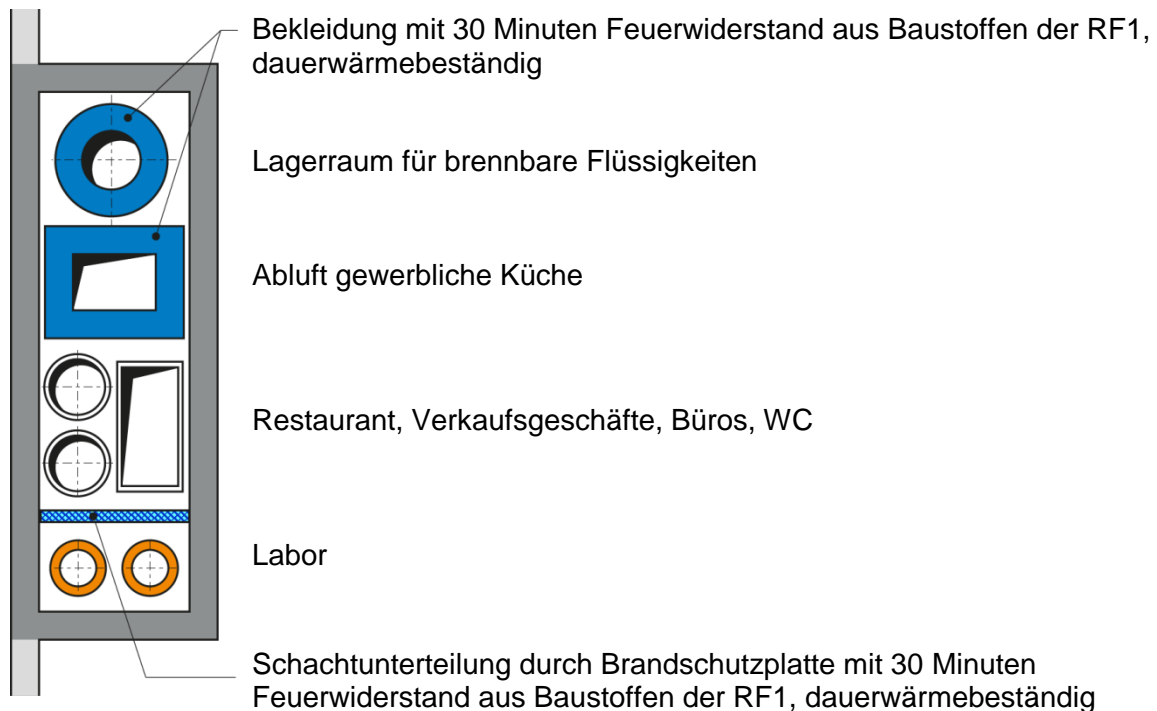 Bekleidung mit 30 Minuten Feuerwiderstand aus Baustoffen der RF1,
dauerwärmebeständig
Lagerraum für brennbare Flüssigkeiten
Abluft gewerbliche Küche
Restaurant, Verkaufsgeschäfte, Büros, WC
Labor
Schachtunterteilung durch Brandschutzplatte mit 30 Minuten
Feuerwiderstand aus Baustoffen der RF1, dauerwärmebeständig